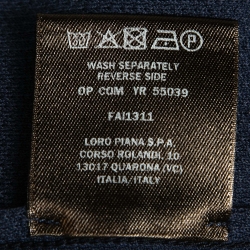 WASH SEPARATELY
REVERSE SIDE
OP COM YR 55039
FAI1311
LORO PIANA S.P.A.
CORSO ROLANDI, 10
13017 QUARONA (VC)
ITALIA/ITALY